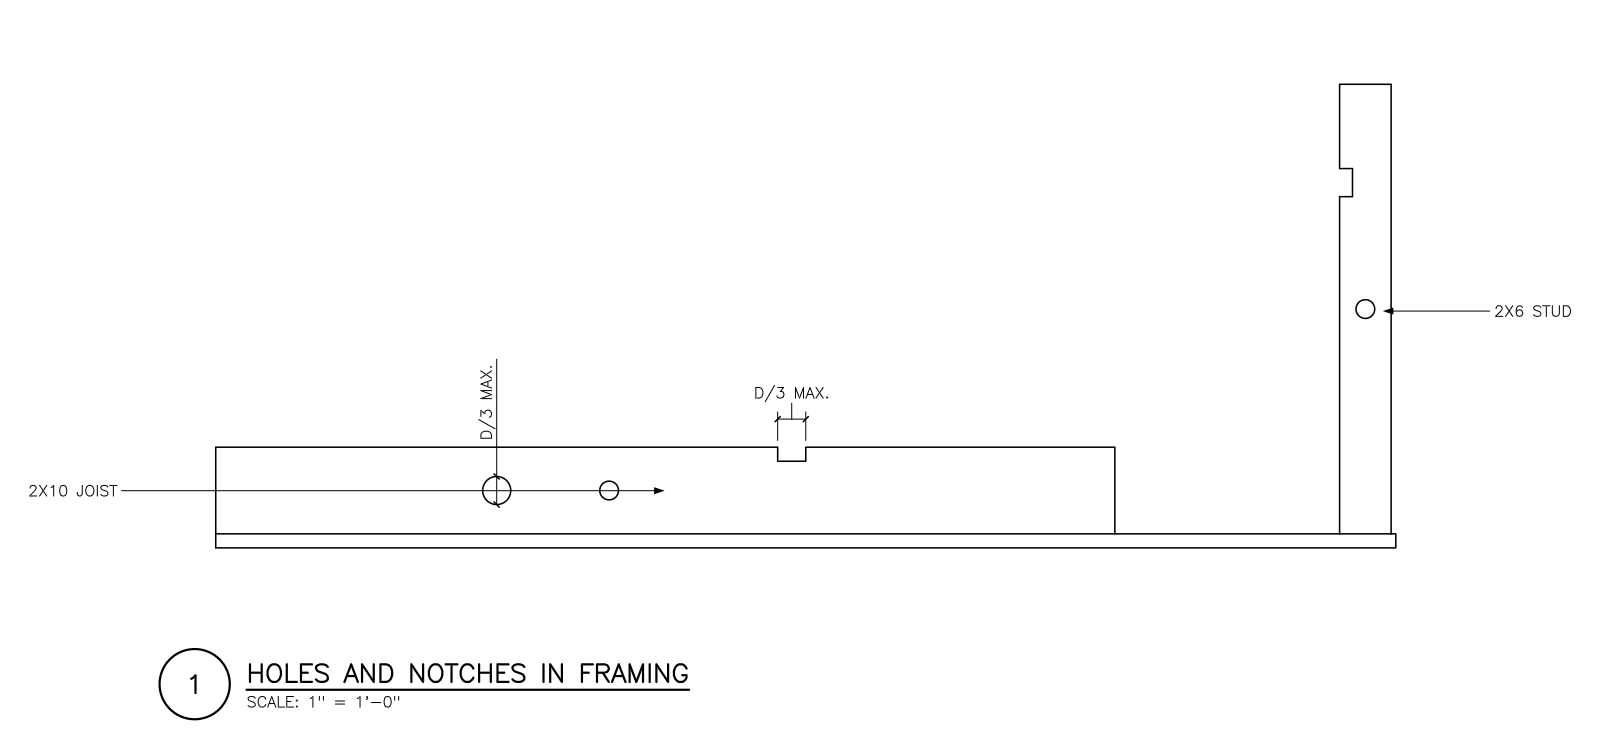 2X6 STUD
D/3 MAX.
D/3 MAX.
2X10 JOIST
1
HOLES AND NOTCHES IN FRAMING
SCALE: 1" = 1'-0"